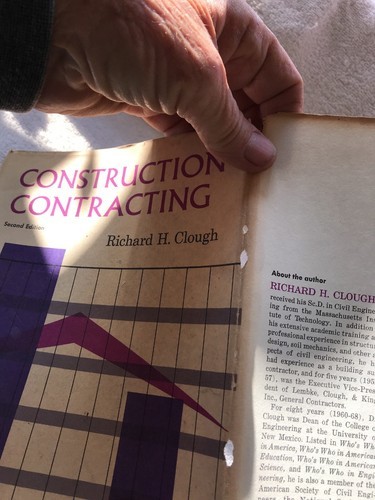 CONSTRUCTION
CONTRACTING
Second Edition
Richard H. Clough
About the author
RICHARD H. CLOUGH
received his Sc.D. in Civil Engine
ing from the Massachusetts Ins
tute of Technology. In addition
his extensive academic training a
professional experience in structur
design, soil mechanics, and other a
pects of civil engineering, he h
had experience as a building su
contractor, and for five years (195
57), was the Executive Vice-Pres
dent of Lembke, Clough, & King
Inc., General Contractors.
For eight years (1960-68), D
Clough was Dean of the College o
Engineering at the University o
New Mexico. Listed in Who's Wh
in America, Who's Who in American
Education, Who's Who in American
Science, and Who's Who in Engi
neering, he is also a member of the
American Society of Civil Eng